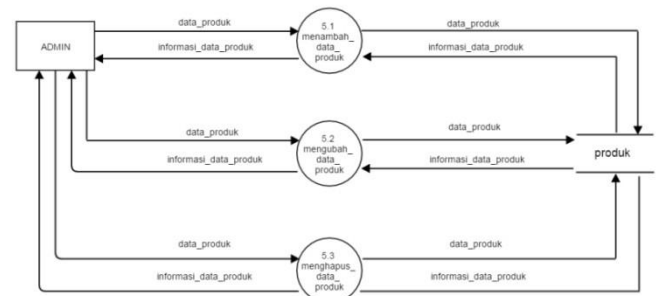 data_produk
5.1
menambah_
data_
produk
data_produk
ADMIN
informasi_data_produk
informasi_data_produk
data_produk
5.2
mengubah_
data_
produk
data_produk
informasi_data_produk
informasi_data_produk
produk
data_produk
5.3
menghapus_
data_
produk
data_produk
informasi_data_produk
informasi_data_produk